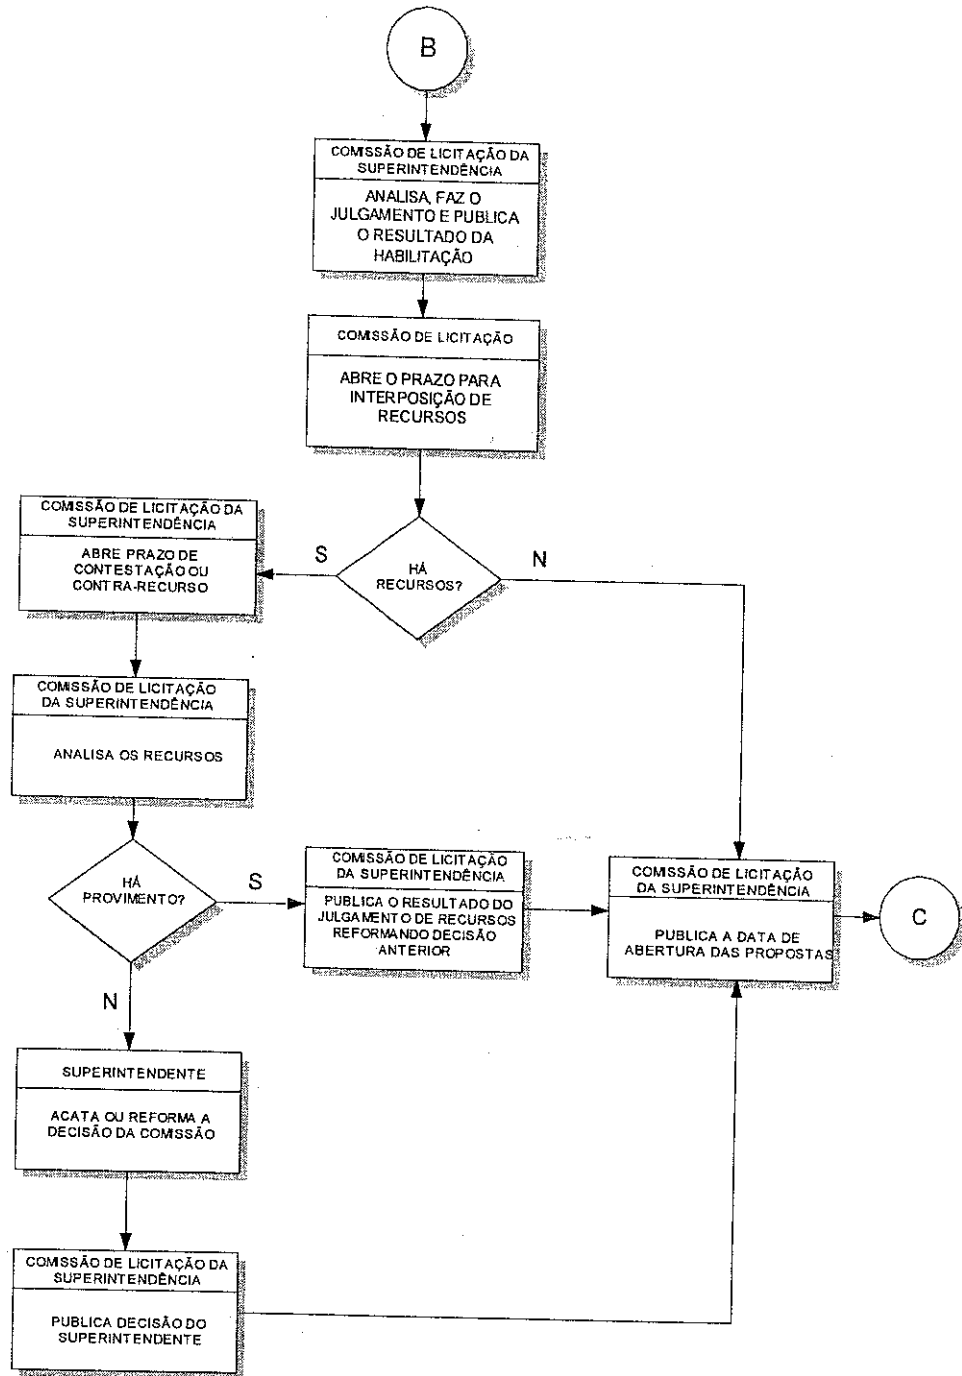 B
COMISSÃO DE LICITAÇÃO DA
SUPERINTENDÊNCIA
ANALISA, FAZ O
JULGAMENTO E PUBLICA
O RESULTADO DA
HABILITAÇÃO
COMISSÃO DE LICITAÇÃO
ABRE O PRAZO PARA
INTERPOSIÇÃO DE
RECURSOS
HÁ
RECURSOS?
S
N
COMISSÃO DE LICITAÇÃO DA
SUPERINTENDÊNCIA
ABRE PRAZO DE
CONTESTAÇÃO OU
CONTRA-RECURSO
COMISSÃO DE LICITAÇÃO
DA SUPERINTENDÊNCIA
ANALISA OS RECURSOS
HÁ
PROVIMENTO?
S
N
COMISSÃO DE LICITAÇÃO
DA SUPERINTENDÊNCIA
PUBLICA O RESULTADO DO
JULGAMENTO DE RECURSOS
REFORMANDO DECISÃO
ANTERIOR
COMISSÃO DE LICITAÇÃO
DA SUPERINTENDÊNCIA
PUBLICA A DATA DE
ABERTURA DAS PROPOSTAS
C
SUPERINTENDENTE
ACATA OU REFORMA A
DECISÃO DA COMISSÃO
COMISSÃO DE LICITAÇÃO DA
SUPERINTENDÊNCIA
PUBLICA DECISÃO DO
SUPERINTENDENTE